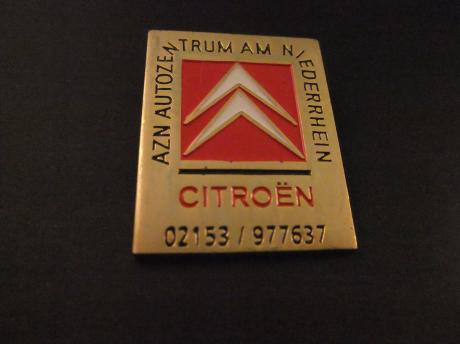 AZN AUTOZENTRUM AM NIEDERRHEIN
CITROËN
02153 / 977637